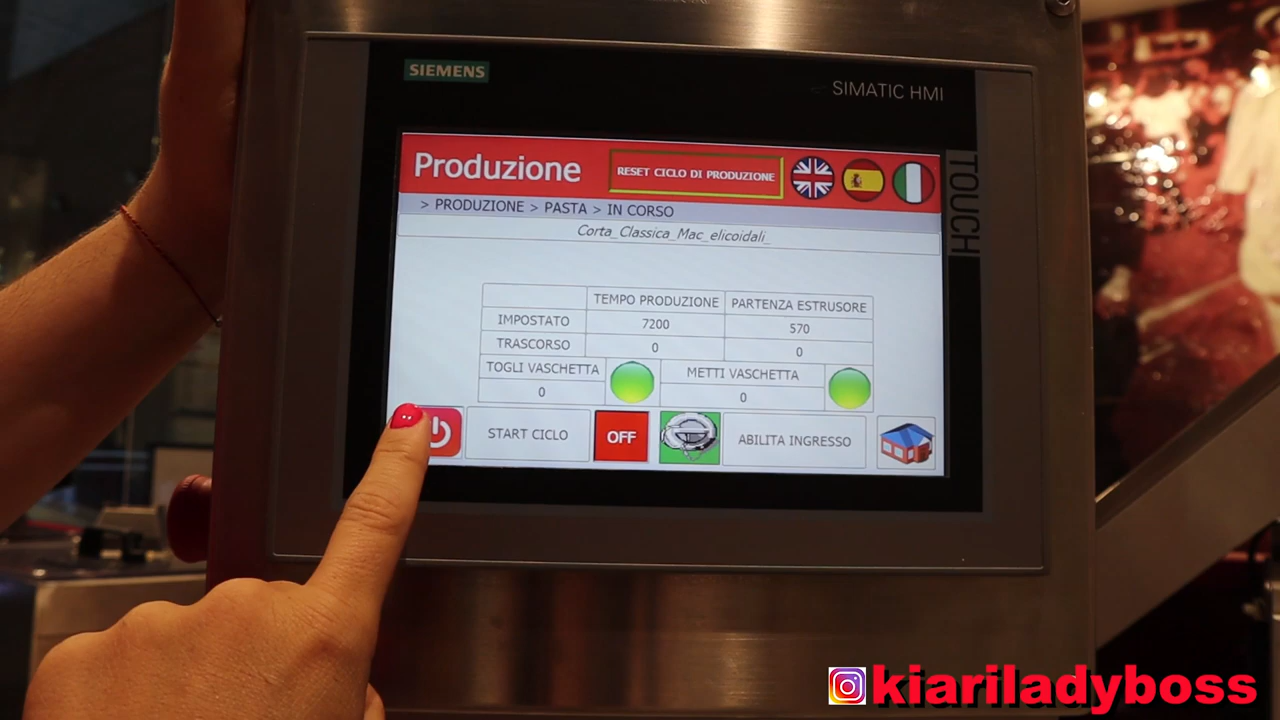 SIEMENS
SIMATIC HMI
TOUCH
Produzione
RESET CICLO DI PRODUZIONE
> PRODUZIONE > PASTA > IN CORSO
Corta_Classica_Mac_elicoidali_
TEMPO PRODUZIONE PARTENZA ESTRUSORE
IMPOSTATO 7200 570
TRASCORSO 0 0
TOGLI VASCHETTA METTI VASCHETTA
0 0
START CICLO OFF ABILITA INGRESSO
kiariladyboss